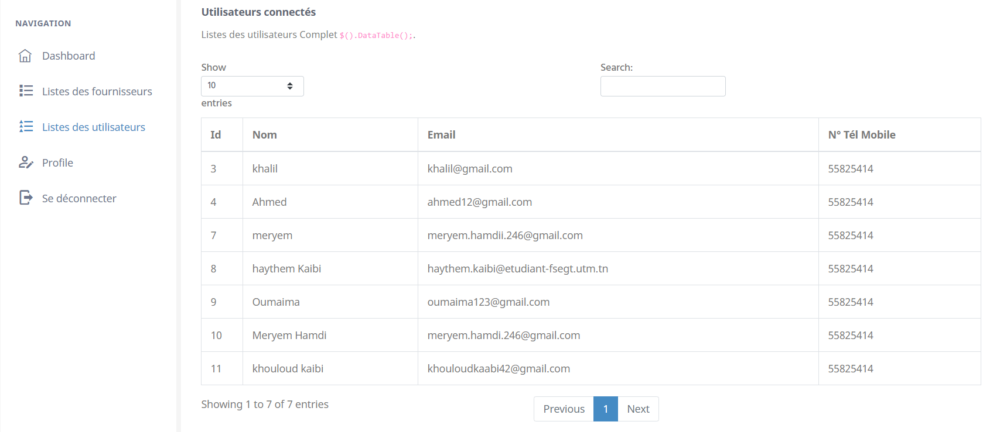 NAVIGATION
Dashboard
Listes des fournisseurs
Listes des utilisateurs
Profile
Se déconnecter
Utilisateurs connectés
Listes des utilisateurs Complet $().DataTable();.
Show
10
entries
Search:
Id Nom Email N° Tél Mobile
3 khalil khalil@gmail.com 55825414
4 Ahmed ahmed12@gmail.com 55825414
7 meryem meryem.hamdii.246@gmail.com 55825414
8 haythem Kaibi haythem.kaibi@etudiant-fsegt.utm.tn 55825414
9 Oumaima oumaima123@gmail.com 55825414
10 Meryem Hamdi meryem.hamdi.246@gmail.com 55825414
11 khouloud kaibi khouloudkaabi42@gmail.com 55825414
Showing 1 to 7 of 7 entries
Previous 1 Next